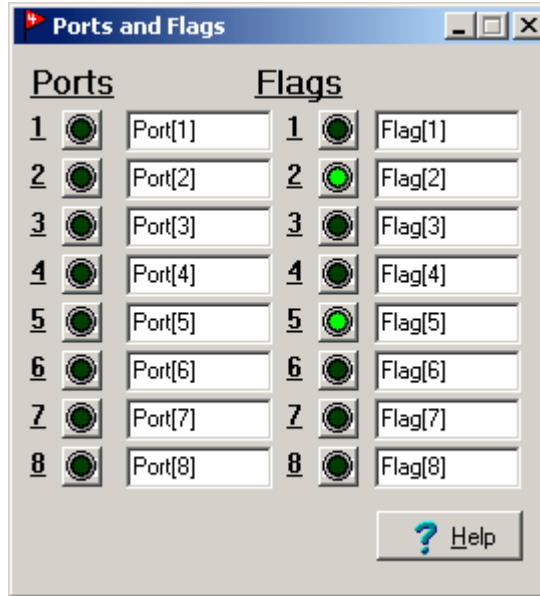 4 Ports and Flags
Ports Flags
1 Port[1] 1 Flag[1]
2 Port[2] 2 Flag[2]
3 Port[3] 3 Flag[3]
4 Port[4] 4 Flag[4]
5 Port[5] 5 Flag[5]
6 Port[6] 6 Flag[6]
7 Port[7] 7 Flag[7]
8 Port[8] 8 Flag[8]
? Help